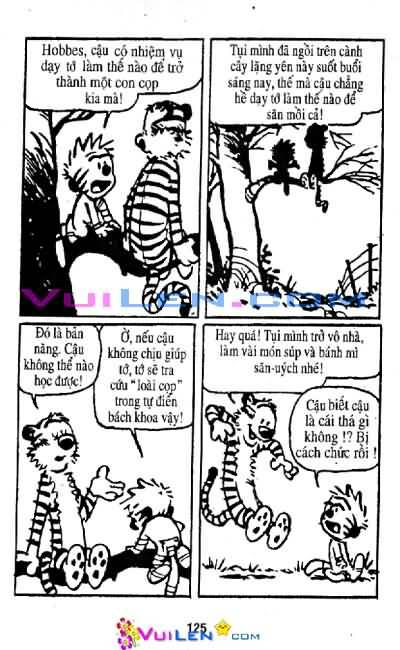 Hobbes, cậu có nhiệm vụ
dạy tớ làm thế nào để trở
thành một con cọp
kia mà!
Tụi mình đã ngồi trên cành
cây lặng yên này suốt buổi
sáng nay, thế mà cậu chẳng
hề dạy tớ làm thế nào để
săn mồi cả!
VuiLen.com
Đó là bản
năng. Cậu
không thể nào
học được!
Ờ, nếu cậu
không chịu giúp
tớ, tớ sẽ tra
cứu "loài cọp"
trong tự điển
bách khoa vậy!
Hay quá! Tụi mình trở vô nhà,
làm vài món súp và bánh mì
săn-uých nhé!
Cậu biết cậu
là cái thá gì
không !? Bị
cách chức rồi !
125
VuiLen.com